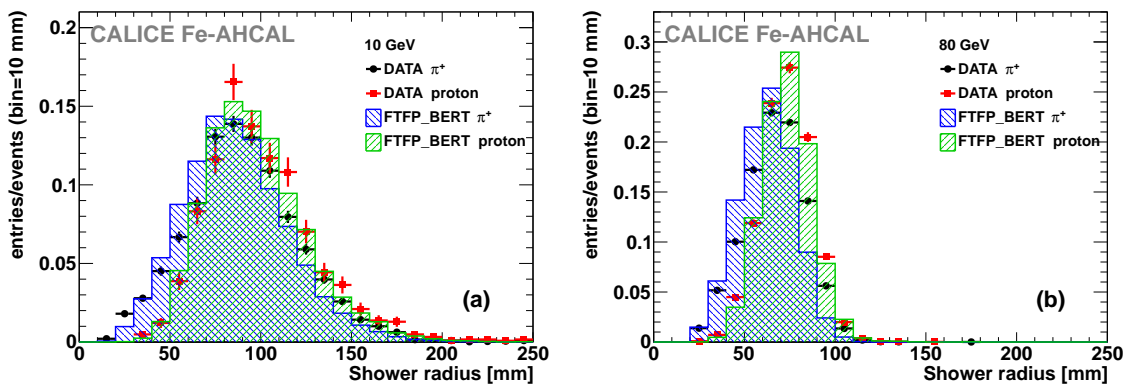 entries/events (bin=10 mm)
0.2
0.15
0.1
0.05
0
CALICE Fe-AHCAL
10 GeV
DATA π+
DATA proton
FTFP_BERT π+
FTFP_BERT proton
(a)
0 50 100 150 200 250
Shower radius [mm]
entries/events (bin=10 mm)
0.3
0.25
0.2
0.15
0.1
0.05
0
CALICE Fe-AHCAL
80 GeV
DATA π+
DATA proton
FTFP_BERT π+
FTFP_BERT proton
(b)
0 50 100 150 200 250
Shower radius [mm]